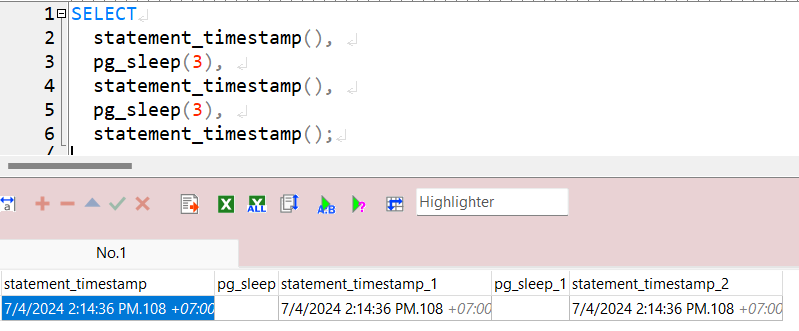 1 SELECT
2 statement_timestamp(),
3 pg_sleep(3),
4 statement_timestamp(),
5 pg_sleep(3),
6 statement_timestamp();
A:B ? ALL a Highlighter
No.1
statement_timestamp pg_sleep statement_timestamp_1 pg_sleep_1 statement_timestamp_2
7/4/2024 2:14:36 PM.108 +07:00 7/4/2024 2:14:36 PM.108 +07:00 7/4/2024 2:14:36 PM.108 +07:00